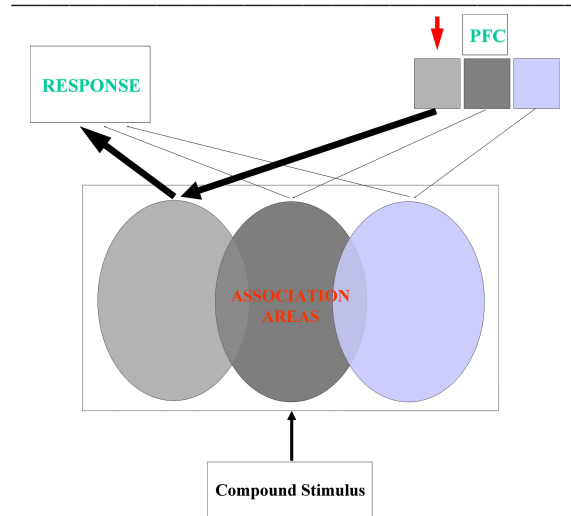 PFC
RESPONSE
ASSOCIATION
AREAS
Compound Stimulus